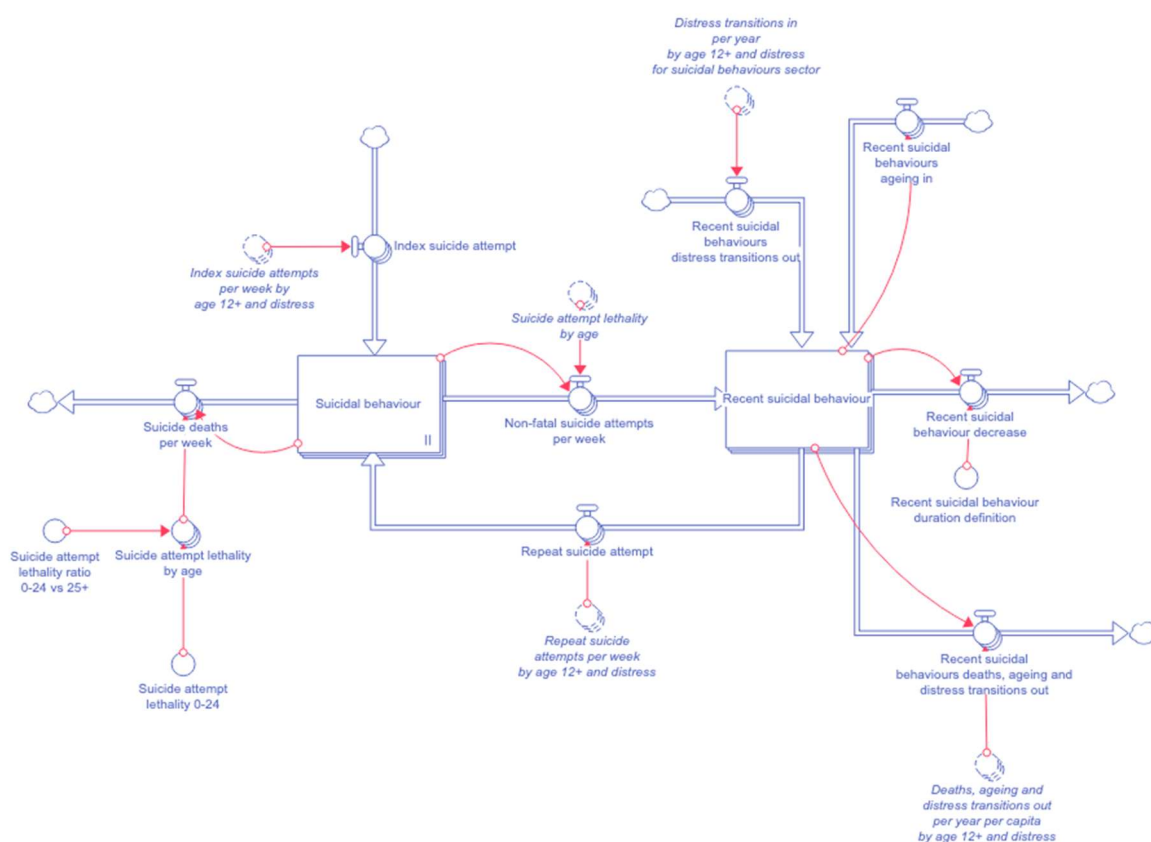 Distress transitions in
per year
by age 12+ and distress
for suicidal behaviours sector
Recent suicidal
behaviours
ageing in
Recent suicidal
behaviours
distress transitions out
Index suicide attempt
Index suicide attempts
per week by
age 12+ and distress
Suicide attempt lethality
by age
Suicidal behaviour
Recent suicidal behaviour
Suicide deaths
per week
Non-fatal suicide attempts
per week
Recent suicidal
behaviour decrease
Recent suicidal behaviour
duration definition
Suicide attempt
lethality ratio
0-24 vs 25+
Suicide attempt lethality
by age
Repeat suicide attempt
Repeat suicide
attempts per week
by age 12+ and distress
Suicide attempt
lethality 0-24
Recent suicidal
behaviours deaths, ageing and
distress transitions out
Deaths, ageing and
distress transitions out
per year per capita
by age 12+ and distress